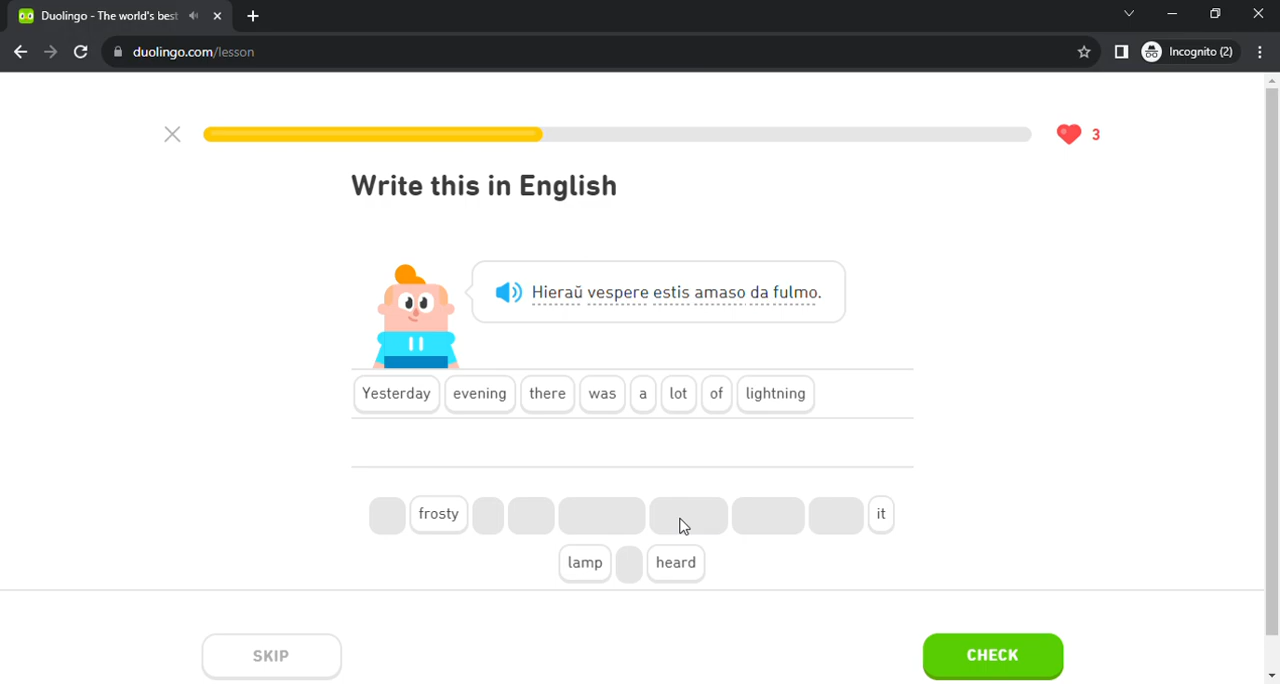 Duolingo - The world's best
duolingo.com/lesson
Incognito (2)
3
Write this in English
Hieraŭ vespere estis amaso da fulmo.
Yesterday evening there was a lot of lightning
frosty it
lamp heard
SKIP
CHECK